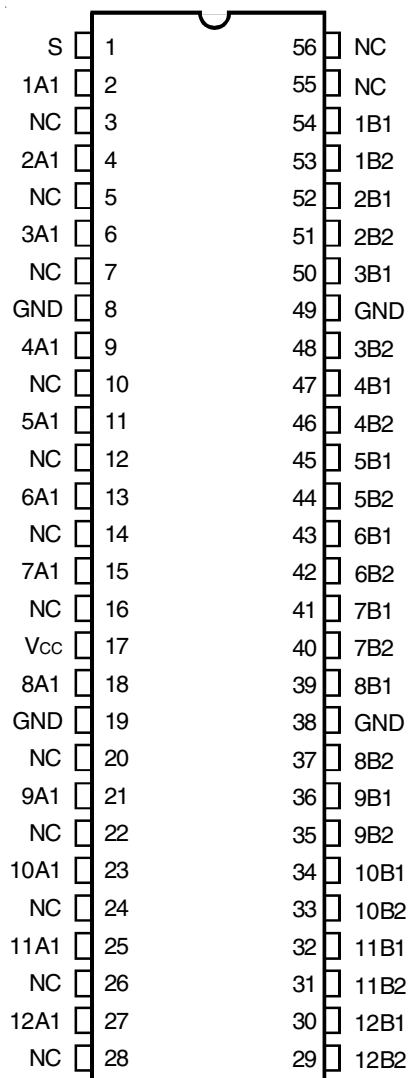 S 1 56 NC
1A1 2 55 NC
NC 3 54 1B1
2A1 4 53 1B2
NC 5 52 2B1
3A1 6 51 2B2
NC 7 50 3B1
GND 8 49 GND
4A1 9 48 3B2
NC 10 47 4B1
5A1 11 46 4B2
NC 12 45 5B1
6A1 13 44 5B2
NC 14 43 6B1
7A1 15 42 6B2
NC 16 41 7B1
VCC 17 40 7B2
8A1 18 39 8B1
GND 19 38 GND
NC 20 37 8B2
9A1 21 36 9B1
NC 22 35 9B2
10A1 23 34 10B1
NC 24 33 10B2
11A1 25 32 11B1
NC 26 31 11B2
12A1 27 30 12B1
NC 28 29 12B2